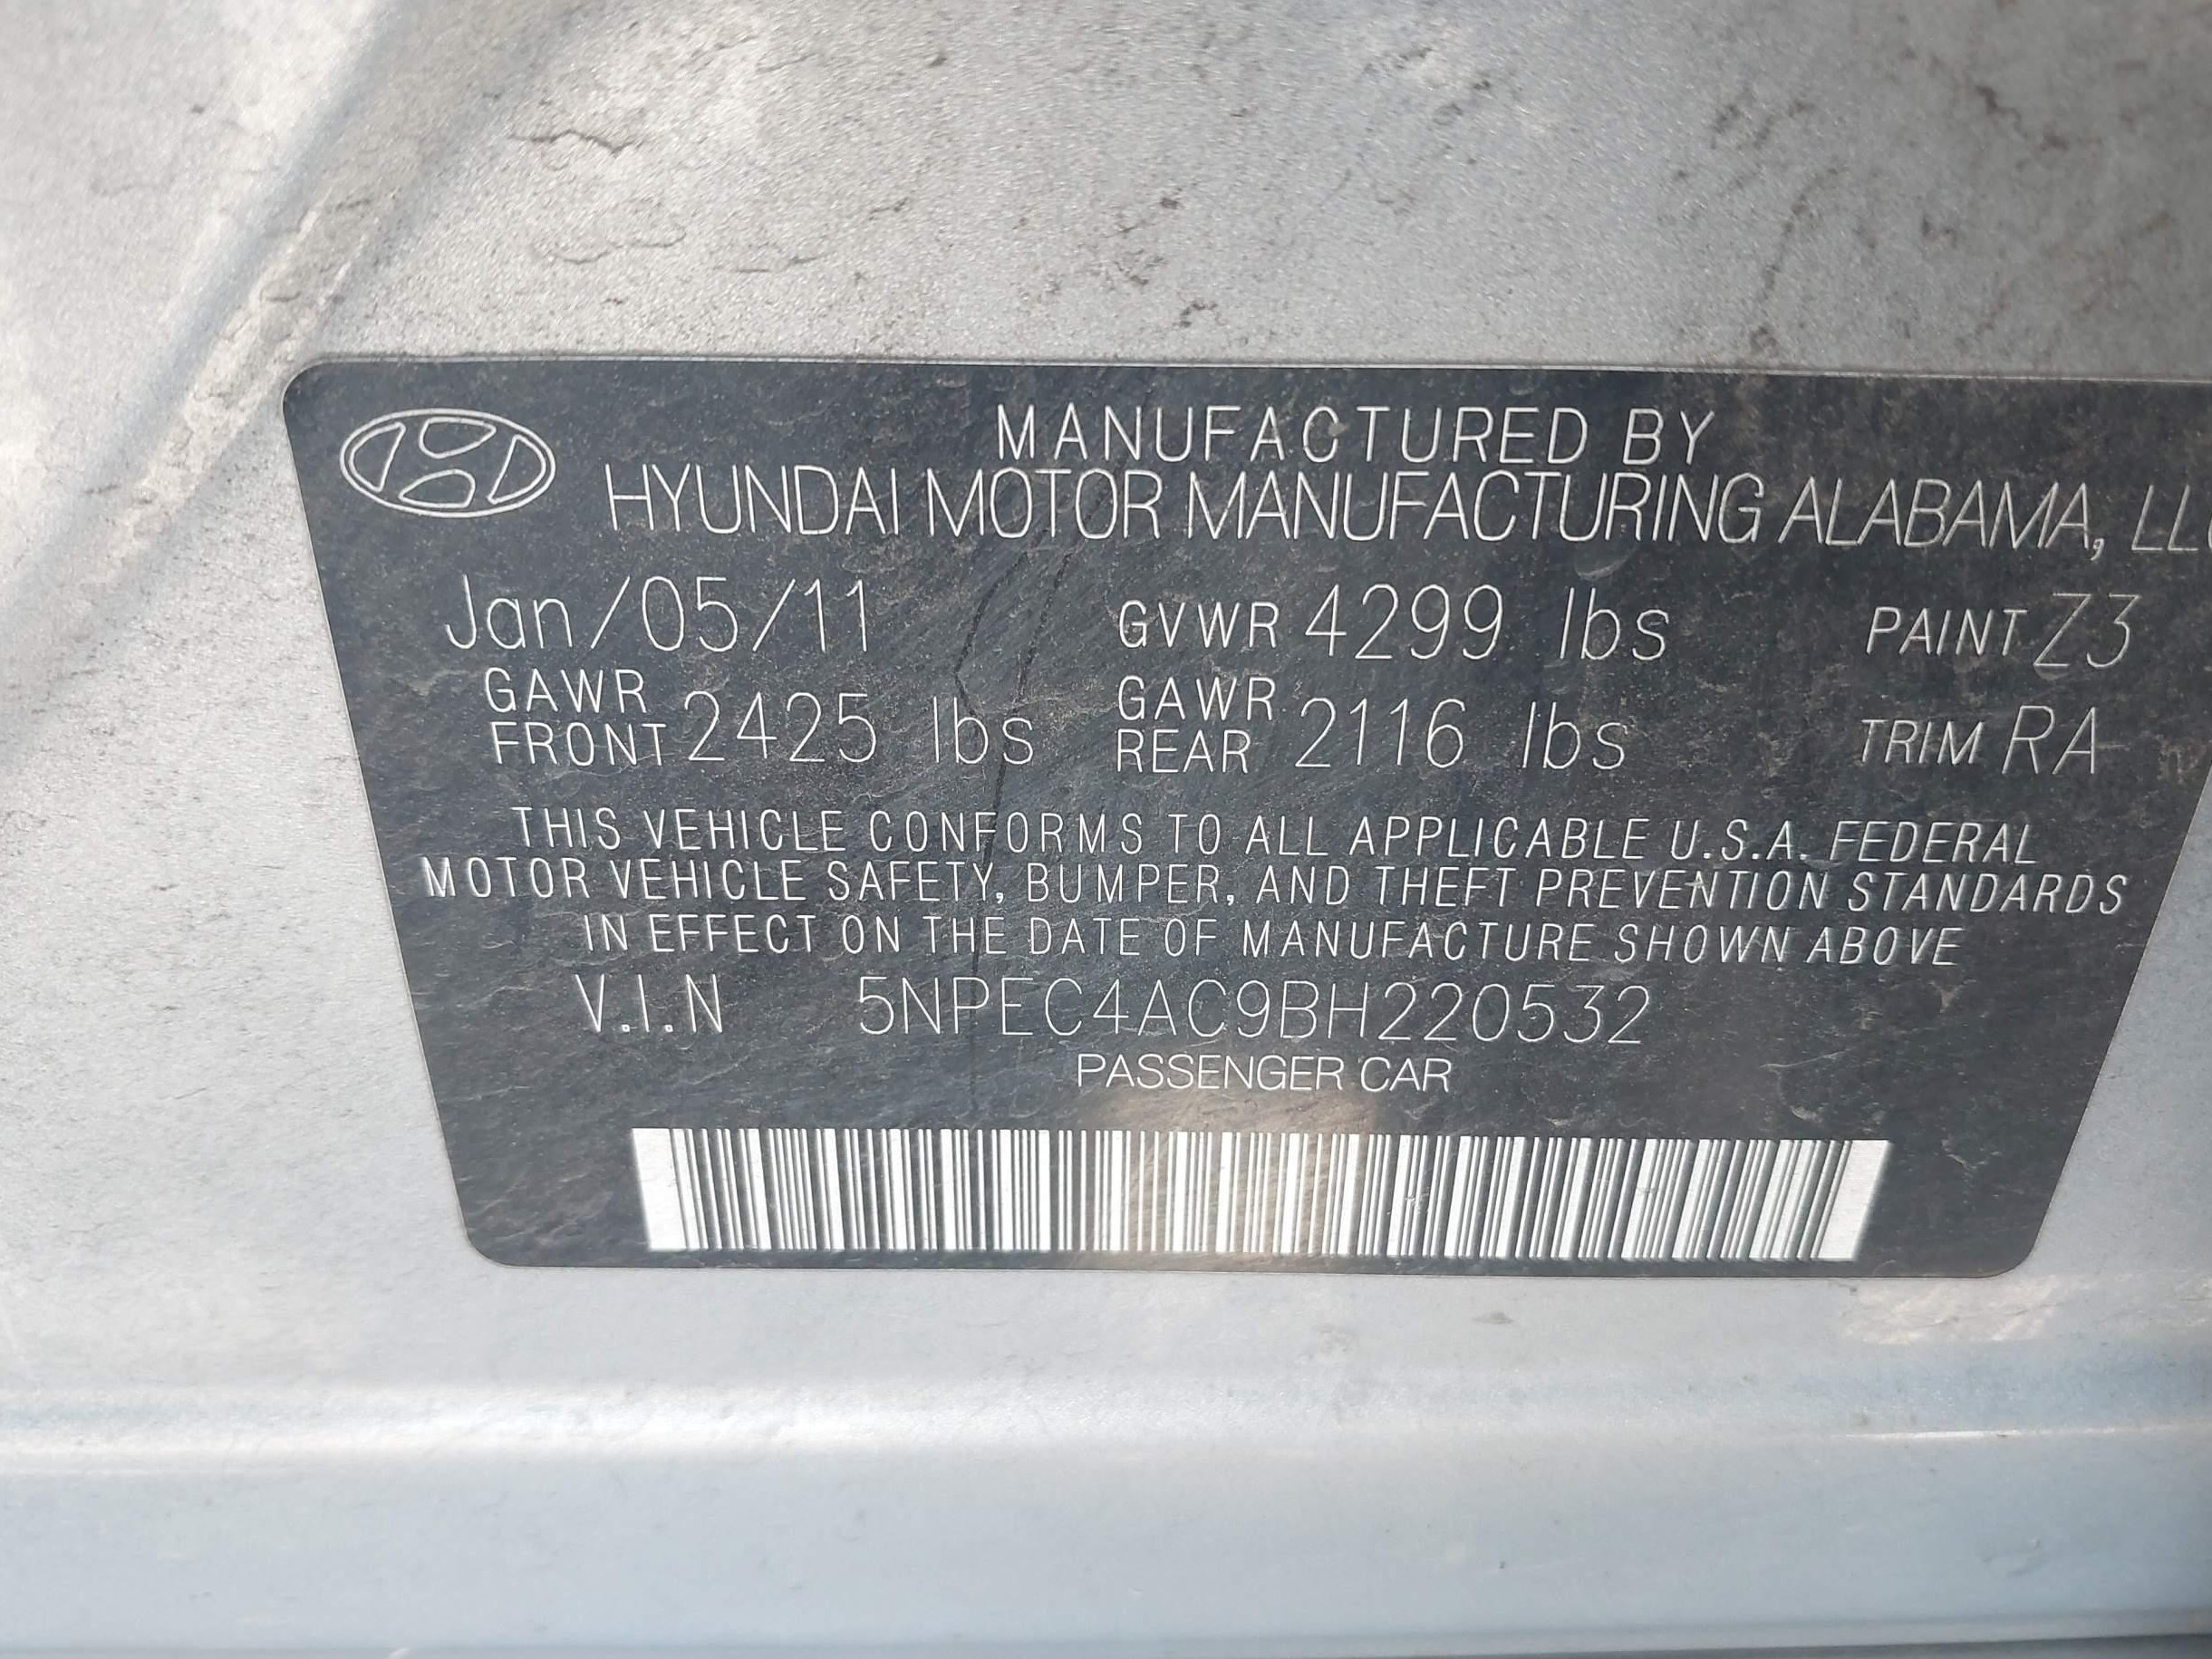 MANUFACTURED BY
HYUNDAI MOTOR MANUFACTURING ALABAMA, LLC
Jan/05/11 GVWR 4299 lbs PAINT Z3
GAWR FRONT 2425 lbs GAWR REAR 2116 lbs TRIM RA
THIS VEHICLE CONFORMS TO ALL APPLICABLE U.S.A. FEDERAL
MOTOR VEHICLE SAFETY, BUMPER, AND THEFT PREVENTION STANDARDS
IN EFFECT ON THE DATE OF MANUFACTURE SHOWN ABOVE
V.I.N 5NPEC4AC9BH220532
PASSENGER CAR